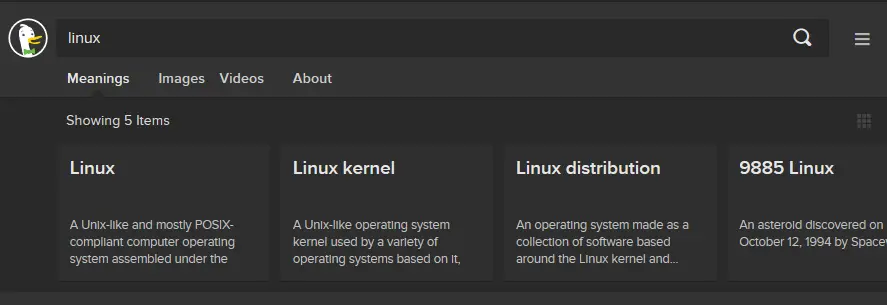 linux
Meanings Images Videos About
Showing 5 Items
Linux
A Unix-like and mostly POSIX-
compliant computer operating
system assembled under the
Linux kernel
A Unix-like operating system
kernel used by a variety of
operating systems based on it,
Linux distribution
An operating system made as a
collection of software based
around the Linux kernel and...
9885 Linux
An asteroid discovered on
October 12, 1994 by